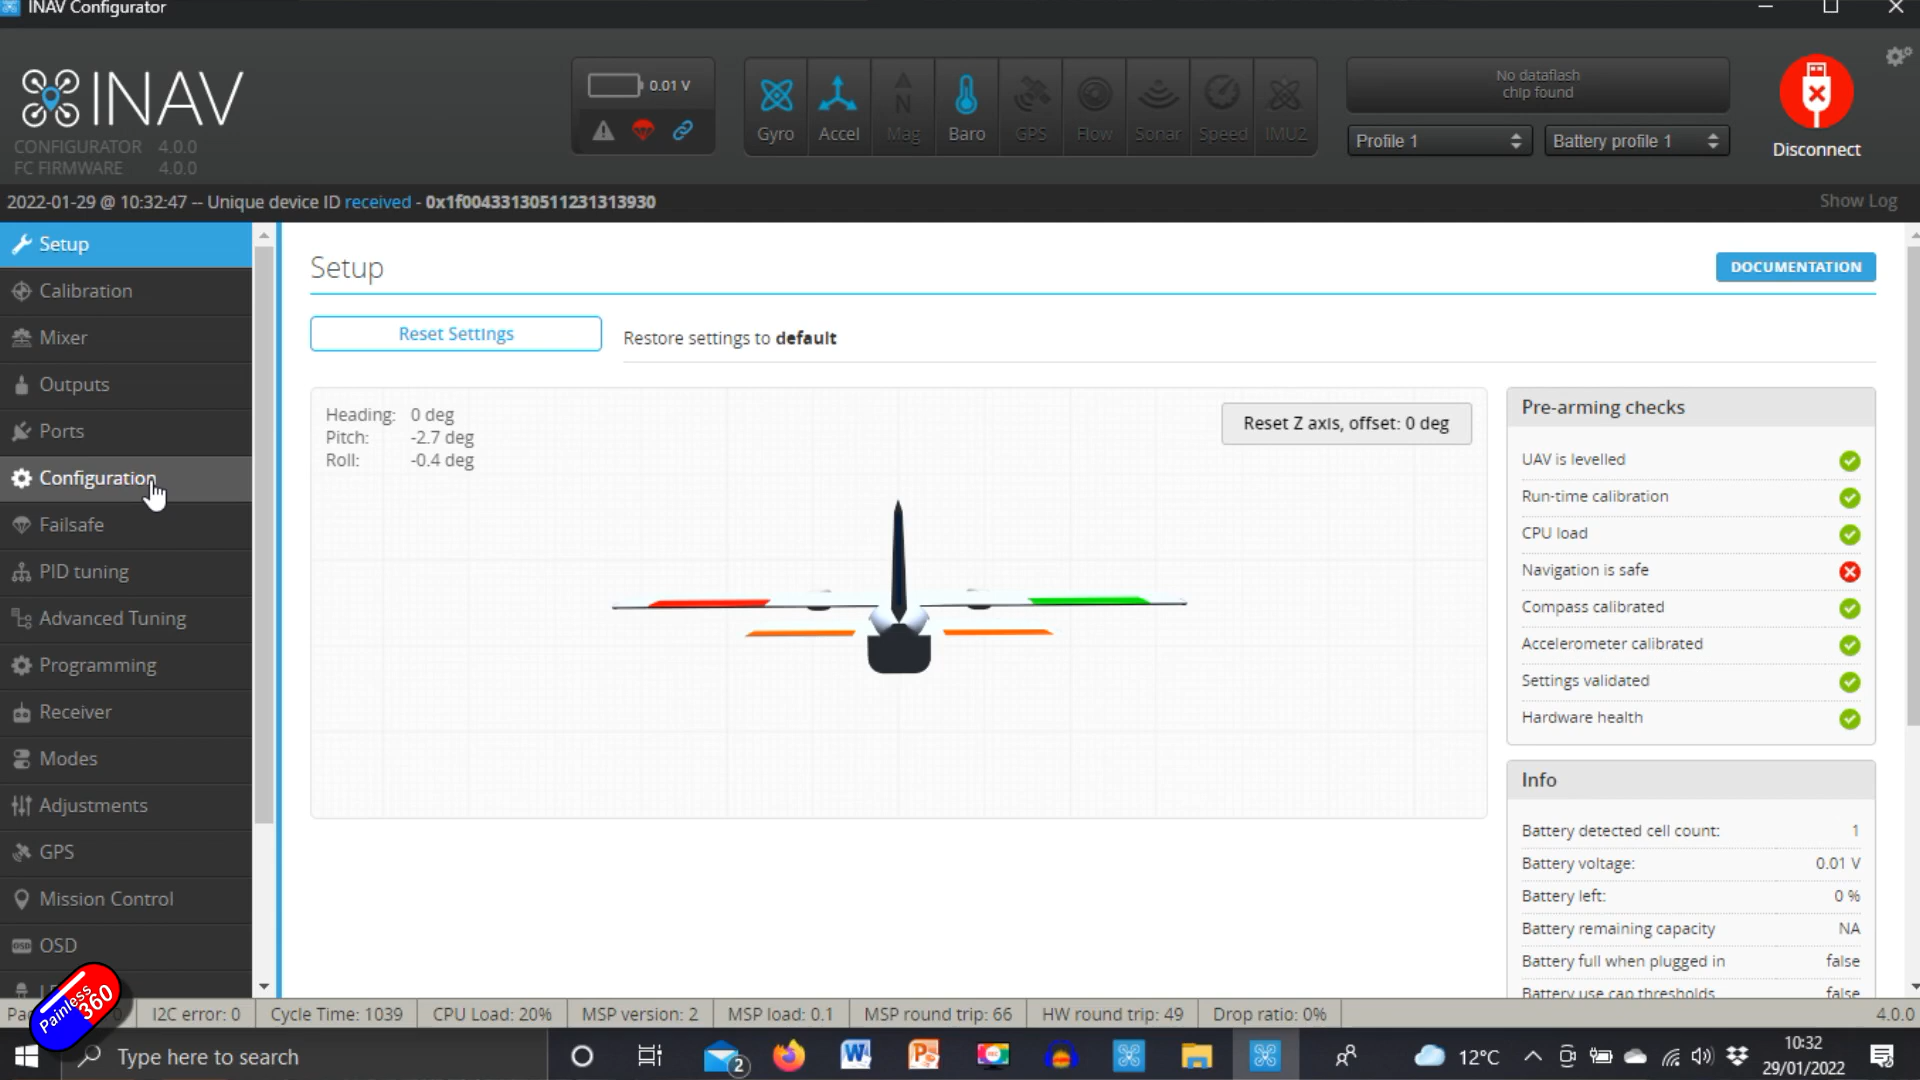 INAV Configurator
INAV
CONFIGURATOR 4.0.0
FC FIRMWARE 4.0.0
0.01 V
Gyro
Accel
Mag
Baro
GPS
Flow
Sonar
Speed
IMU2
No dataflash
chip found
Profile 1
Battery profile 1
Disconnect
2022-01-29 @ 10:32:47 -- Unique device ID received - 0x1f00433130511231313930
Show Log
Setup
Calibration
Mixer
Outputs
Ports
Configuration
Failsafe
PID tuning
Advanced Tuning
Programming
Receiver
Modes
Adjustments
GPS
Mission Control
OSD
Setup
DOCUMENTATION
Reset Settings
Restore settings to default
Heading: 0 deg
Pitch: -2.7 deg
Roll: -0.4 deg
Reset Z axis, offset: 0 deg
Pre-arming checks
UAV is levelled
Run-time calibration
CPU load
Navigation is safe
Compass calibrated
Accelerometer calibrated
Settings validated
Hardware health
Info
Battery detected cell count: 1
Battery voltage: 0.01 V
Battery left: 0 %
Battery remaining capacity NA
Battery full when plugged in false
Battery use cap thresholds false
I2C error: 0
Cycle Time: 1039
CPU Load: 20%
MSP version: 2
MSP load: 0.1
MSP round trip: 66
HW round trip: 49
Drop ratio: 0%
4.0.0
Painless
360
Type here to search
2
12°C
10:32
29/01/2022